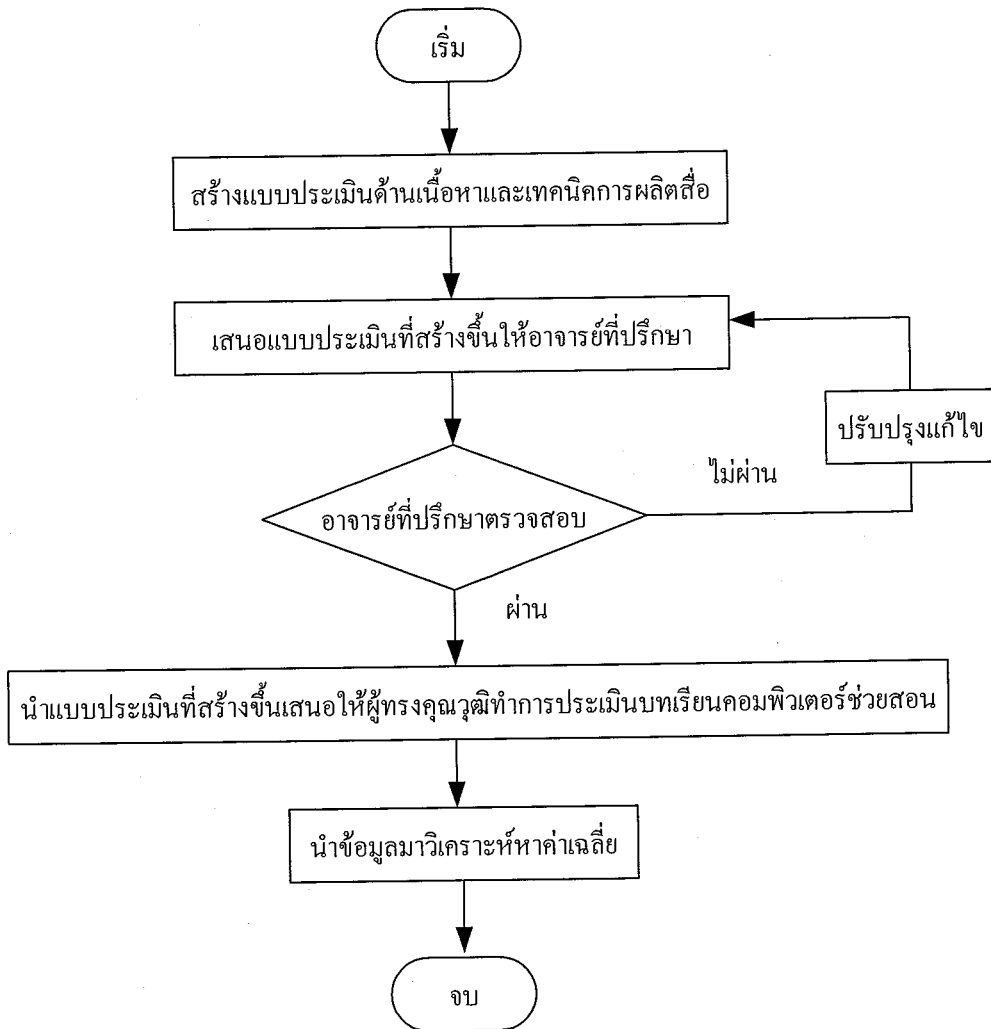 เริ่ม
สร้างแบบประเมินด้านเนื้อหาและเทคนิคการผลิตสื่อ
เสนอแบบประเมินที่สร้างขึ้นให้อาจารย์ที่ปรึกษา
ปรับปรุงแก้ไข
ไม่ผ่าน
อาจารย์ที่ปรึกษาตรวจสอบ
ผ่าน
นำแบบประเมินที่สร้างขึ้นเสนอให้ผู้ทรงคุณวุฒิทำการประเมินบทเรียนคอมพิวเตอร์ช่วยสอน
นำข้อมูลมาวิเคราะห์หาค่าเฉลี่ย
จบ